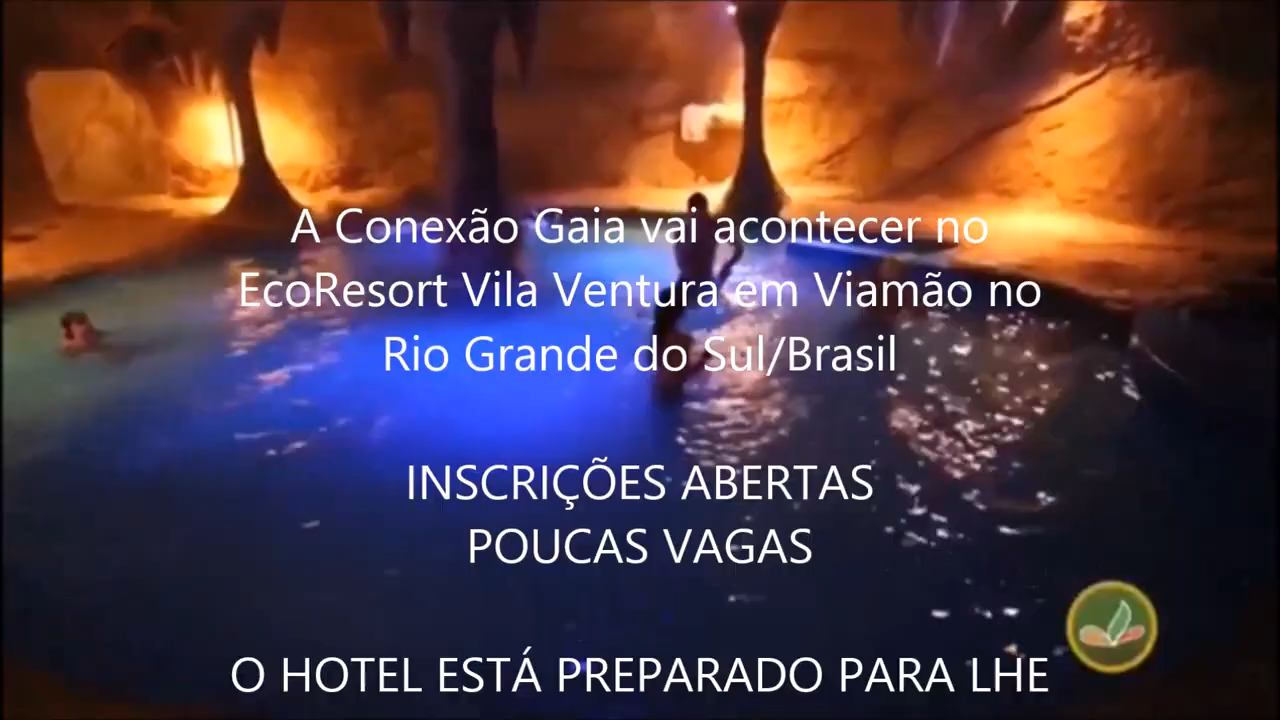 A Conexão Gaia vai acontecer no
EcoResort Vila Ventura em Viamão no
Rio Grande do Sul/Brasil
INSCRIÇÕES ABERTAS
POUCAS VAGAS
O HOTEL ESTÁ PREPARADO PARA LHE